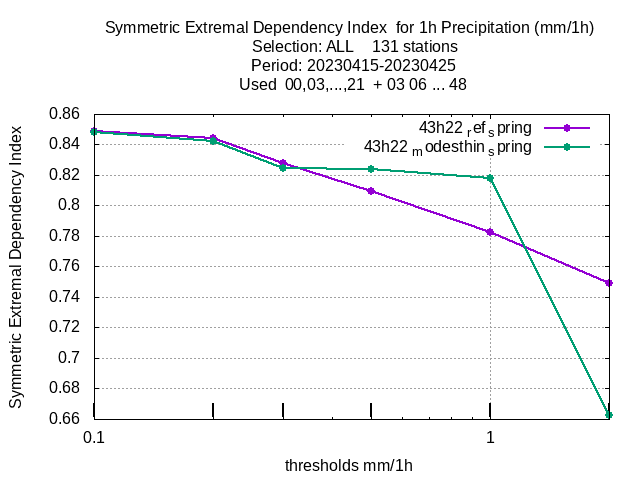 Symmetric Extremal Dependency Index  for 1h Precipitation (mm/1h)
Selection: ALL    131 stations
Period: 20230415-20230425
Used  00,03,...,21  + 03 06 ... 48
43h22 ref spring
43h22 modesthin spring
Symmetric Extremal Dependency Index
0.86
0.84
0.82
0.8
0.78
0.76
0.74
0.72
0.7
0.68
0.66
0.1
1
thresholds mm/1h